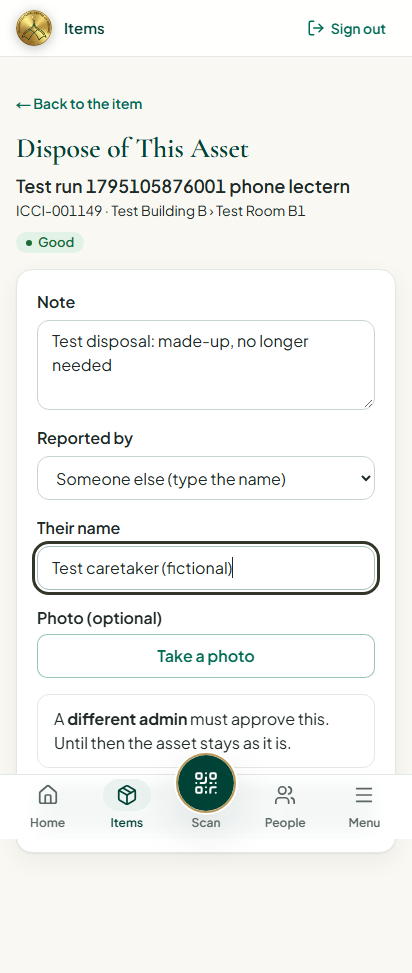 Items
Sign out
← Back to the item
Dispose of This Asset
Test run 1795105876001 phone lectern
ICCI-001149 · Test Building B › Test Room B1
Good
Note
Test disposal: made-up, no longer
needed
Reported by
Someone else (type the name)
Their name
Test caretaker (fictional)
Photo (optional)
Take a photo
A different admin must approve this.
Until then the asset stays as it is.
Home
Items
Scan
People
Menu